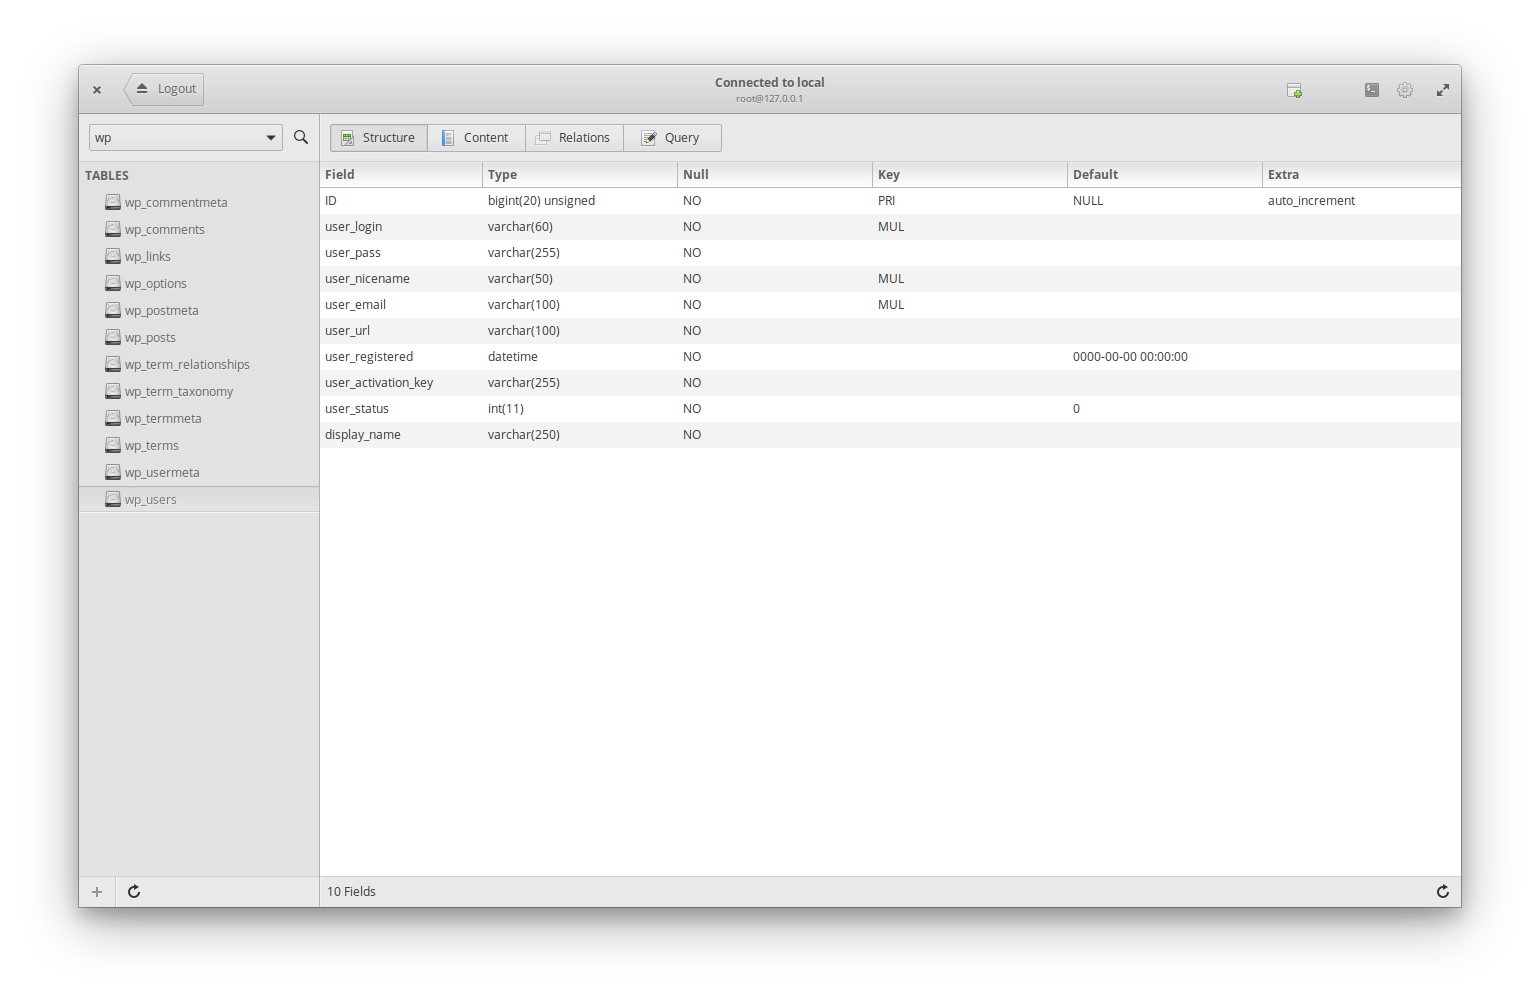 Logout
Connected to local
root@127.0.0.1
wp
Structure Content Relations Query
TABLES
wp_commentmeta
wp_comments
wp_links
wp_options
wp_postmeta
wp_posts
wp_term_relationships
wp_term_taxonomy
wp_termmeta
wp_terms
wp_usermeta
wp_users
Field Type Null Key Default Extra
ID bigint(20) unsigned NO PRI NULL auto_increment
user_login varchar(60) NO MUL
user_pass varchar(255) NO
user_nicename varchar(50) NO MUL
user_email varchar(100) NO MUL
user_url varchar(100) NO
user_registered datetime NO 0000-00-00 00:00:00
user_activation_key varchar(255) NO
user_status int(11) NO 0
display_name varchar(250) NO
10 Fields